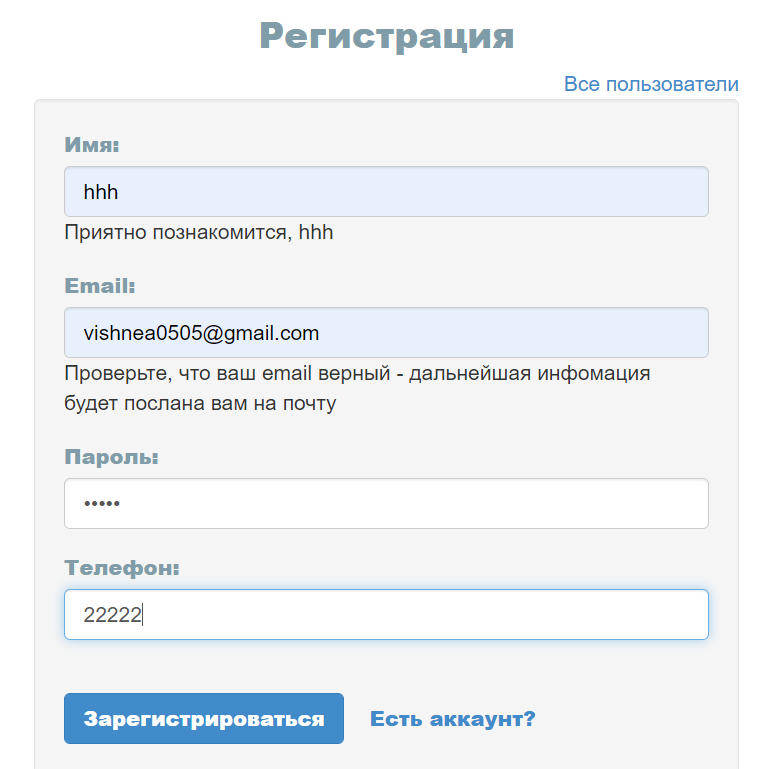 Регистрация
Все пользователи
Имя:
hhh
Приятно познакомится, hhh
Email:
vishnea0505@gmail.com
Проверьте, что ваш email верный - дальнейшая инфомация
будет послана вам на почту
Пароль:
•••••
Телефон:
22222
Зарегистрироваться Есть аккаунт?